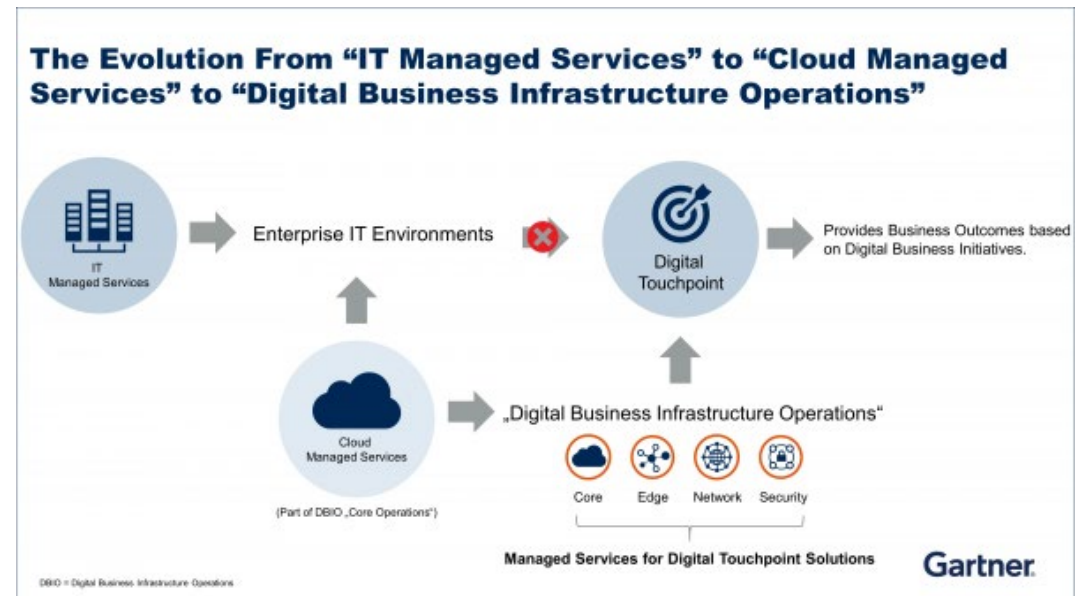 The Evolution From “IT Managed Services” to “Cloud Managed
Services” to “Digital Business Infrastructure Operations”
IT
Managed Services
Enterprise IT Environments
Digital
Touchpoint
Provides Business Outcomes based
on Digital Business Initiatives.
Cloud
Managed Services
(Part of DBIO „Core Operations“)
„Digital Business Infrastructure Operations“
Core Edge Network Security
Managed Services for Digital Touchpoint Solutions
DBIO = Digital Business Infrastructure Operations
Gartner.